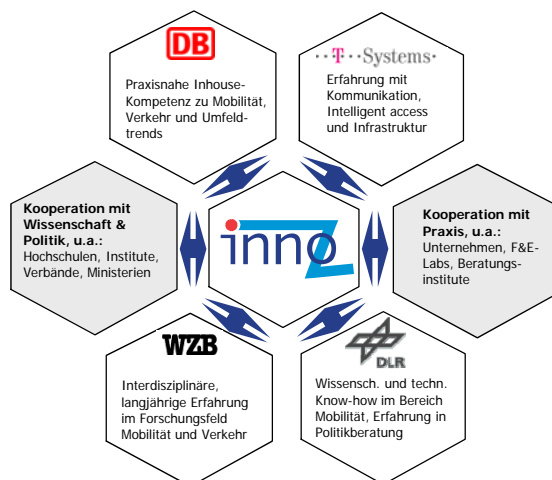 DB
Praxisnahe Inhouse-
Kompetenz zu Mobilität,
Verkehr und Umfeld-
trends
···T··Systems·
Erfahrung mit
Kommunikation,
Intelligent access
und Infrastruktur
Kooperation mit
Wissenschaft &
Politik, u.a.:
Hochschulen, Institute,
Verbände, Ministerien
innoZ
Kooperation mit
Praxis, u.a.:
Unternehmen, F&E-
Labs, Beratungs-
institute
WZB
Interdisziplinäre,
langjährige Erfahrung
im Forschungsfeld
Mobilität und Verkehr
DLR
Wissensch. und techn.
Know-how im Bereich
Mobilität, Erfahrung in
Politikberatung